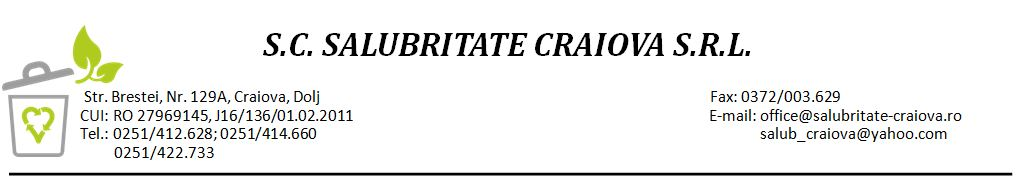 S.C. SALUBRITATE CRAIOVA S.R.L.
Str. Brestei, Nr. 129A, Craiova, Dolj
CUI: RO 27969145, J16/136/01.02.2011
Tel.: 0251/412.628; 0251/414.660
0251/422.733
Fax: 0372/003.629
E-mail: office@salubritate-craiova.ro
salub_craiova@yahoo.com